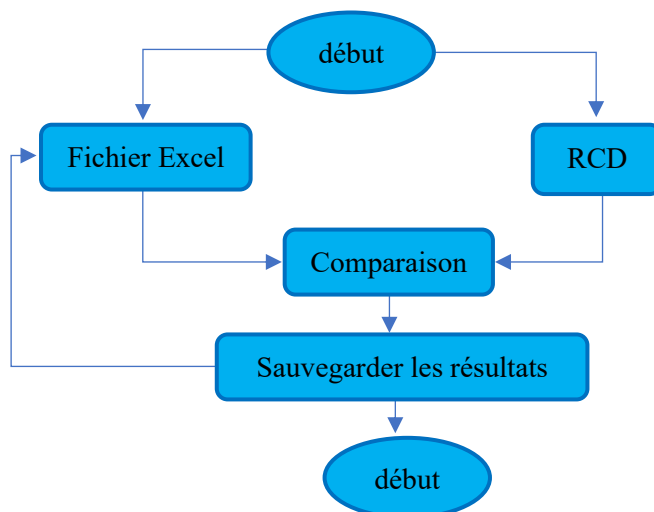 début
Fichier Excel
RCD
Comparaison
Sauvegarder les résultats
début